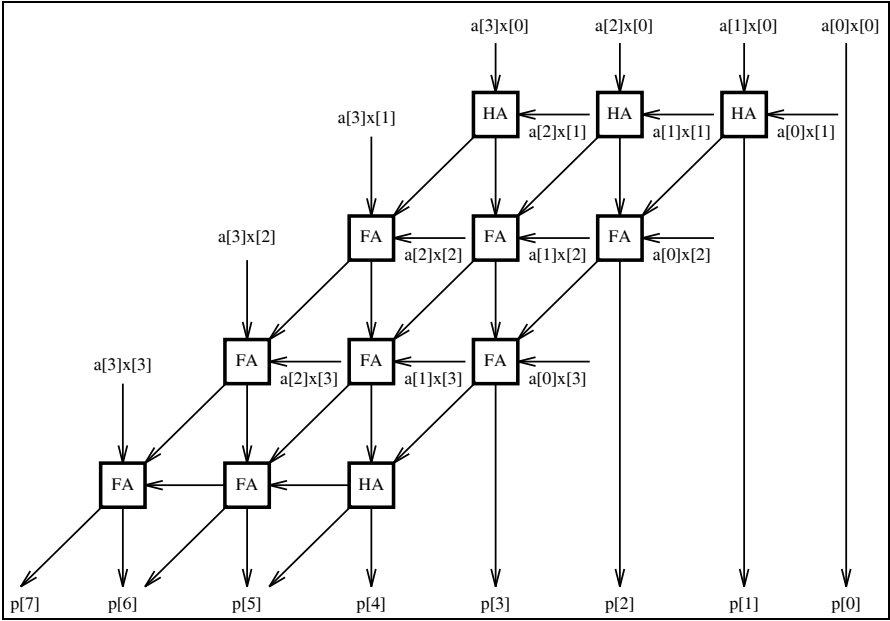 a[3]x[0] a[2]x[0] a[1]x[0] a[0]x[0]
HA HA HA
a[3]x[1] a[2]x[1] a[1]x[1] a[0]x[1]
FA FA FA
a[3]x[2] a[2]x[2] a[1]x[2] a[0]x[2]
FA FA FA
a[3]x[3] a[2]x[3] a[1]x[3] a[0]x[3]
FA FA HA
p[7] p[6] p[5] p[4] p[3] p[2] p[1] p[0]